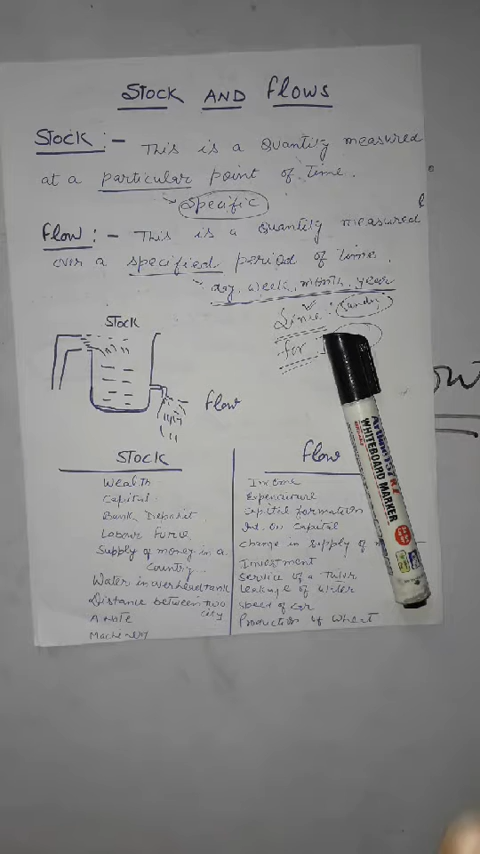 STOCK AND FLOWS
STOCK :- This is a Quantity measured
at a particular point of time.
Specific
Flow :- This is a Quantity measured
over a specified period of time.
day, week, month, year
Since : Sunday
for
STOCK
Flow
STOCK
Wealth
Capital
Bank Deposit
Labour Force
Supply of money in a
Country
Water in overhead tank
Distance between two
city
A Note
Machinery
Flow
Income
Expenditure
Capital Formation
Int. on Capital
Change in Supply of
Investment
Service of a Tutor
Leakage of Water
Speed of Car
Production of Wheat
Artline 157R
WHITEBOARD MARKER
ow